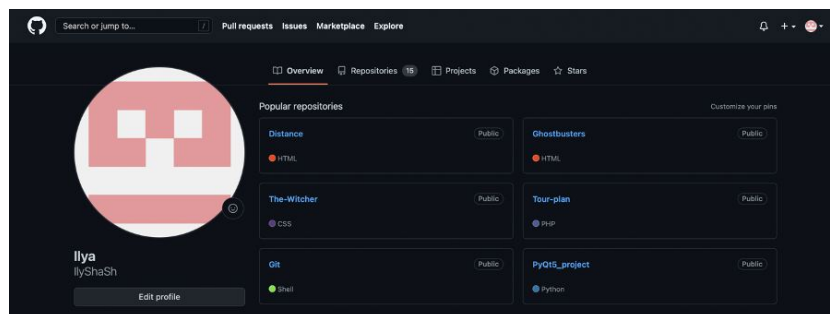 Search or jump to... / Pull requests Issues Marketplace Explore
Overview Repositories 15 Projects Packages Stars
Popular repositories Customize your pins
Distance Public Ghostbusters Public
HTML HTML
The-Witcher Public Tour-plan Public
CSS PHP
Ilya
IlyShaSh
Git Public PyQt5_project Public
Shell Python
Edit profile